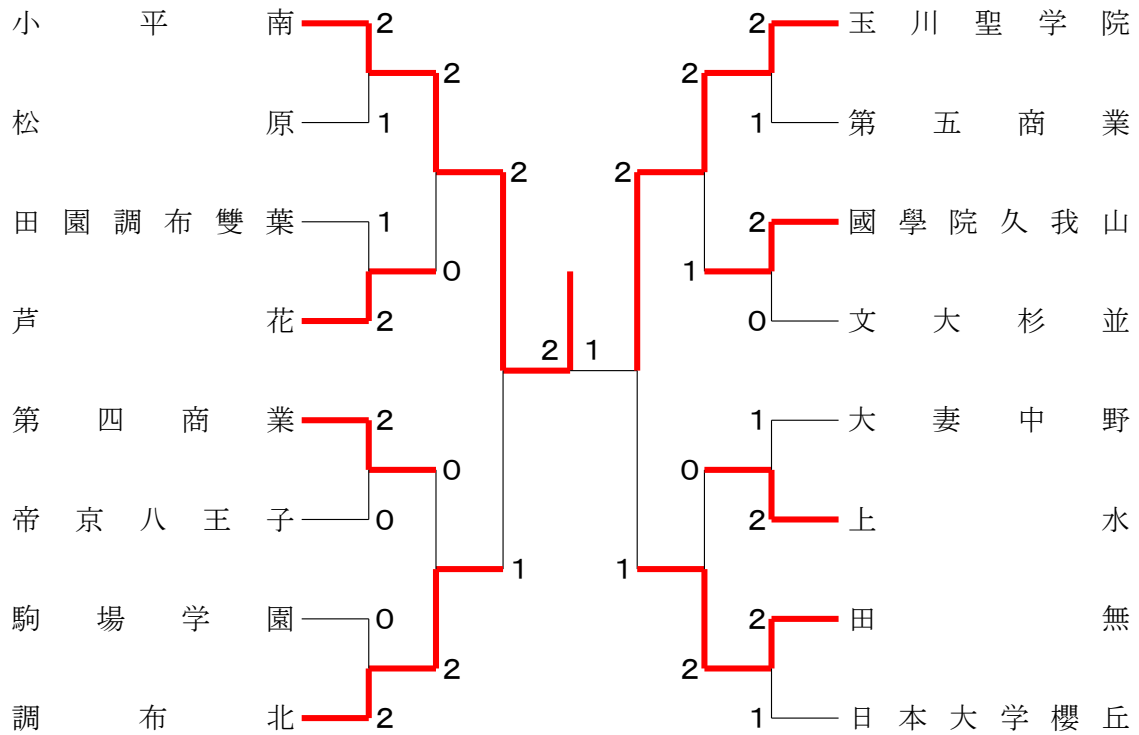 小平南 2 2 玉川聖学院
2 2
松原 1 1 第五商業
2 2
田園調布雙葉 1 2 國學院久我山
0 1
芦花 2 0 文大杉並
2 1
第四商業 2 1 大妻中野
0 0
帝京八王子 0 2 上水
1 1
駒場学園 0 2 田無
2 2
調布北 2 1 日本大学櫻丘